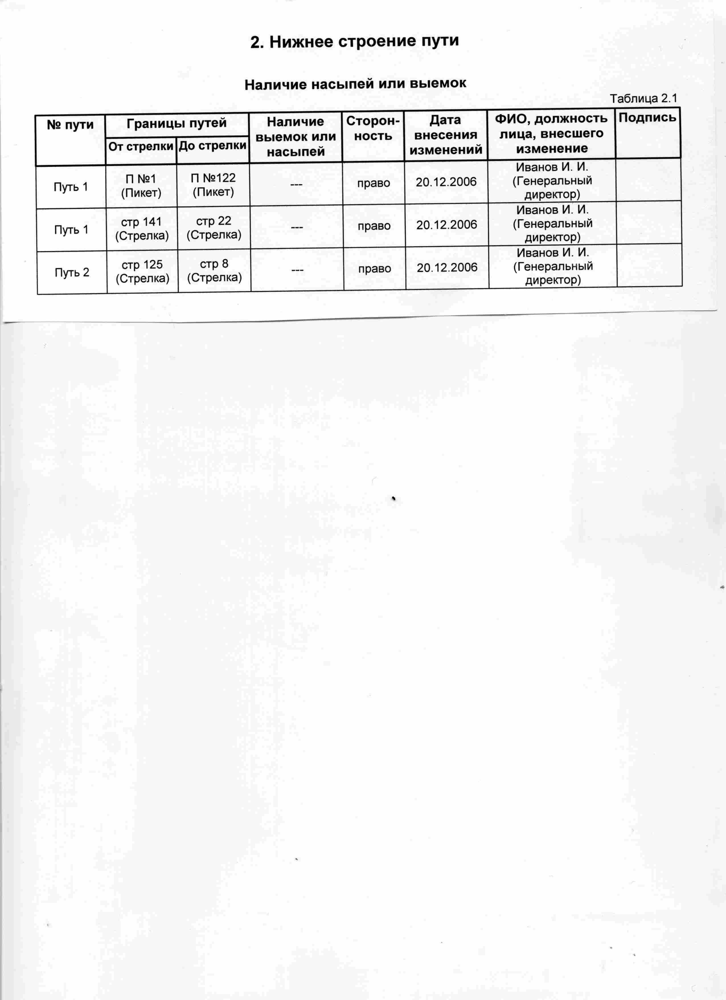 2. Нижнее строение пути
Наличие насыпей или выемок
Таблица 2.1
№ пути
Границы путей
От стрелки
До стрелки
Наличие
выемок или
насыпей
Сторон-
ность
Дата
внесения
изменений
ФИО, должность
лица, внесшего
изменение
Подпись
Путь 1
П №1
(Пикет)
П №122
(Пикет)
---
право
20.12.2006
Иванов И. И.
(Генеральный
директор)
Путь 1
стр 141
(Стрелка)
стр 22
(Стрелка)
---
право
20.12.2006
Иванов И. И.
(Генеральный
директор)
Путь 2
стр 125
(Стрелка)
стр 8
(Стрелка)
---
право
20.12.2006
Иванов И. И.
(Генеральный
директор)